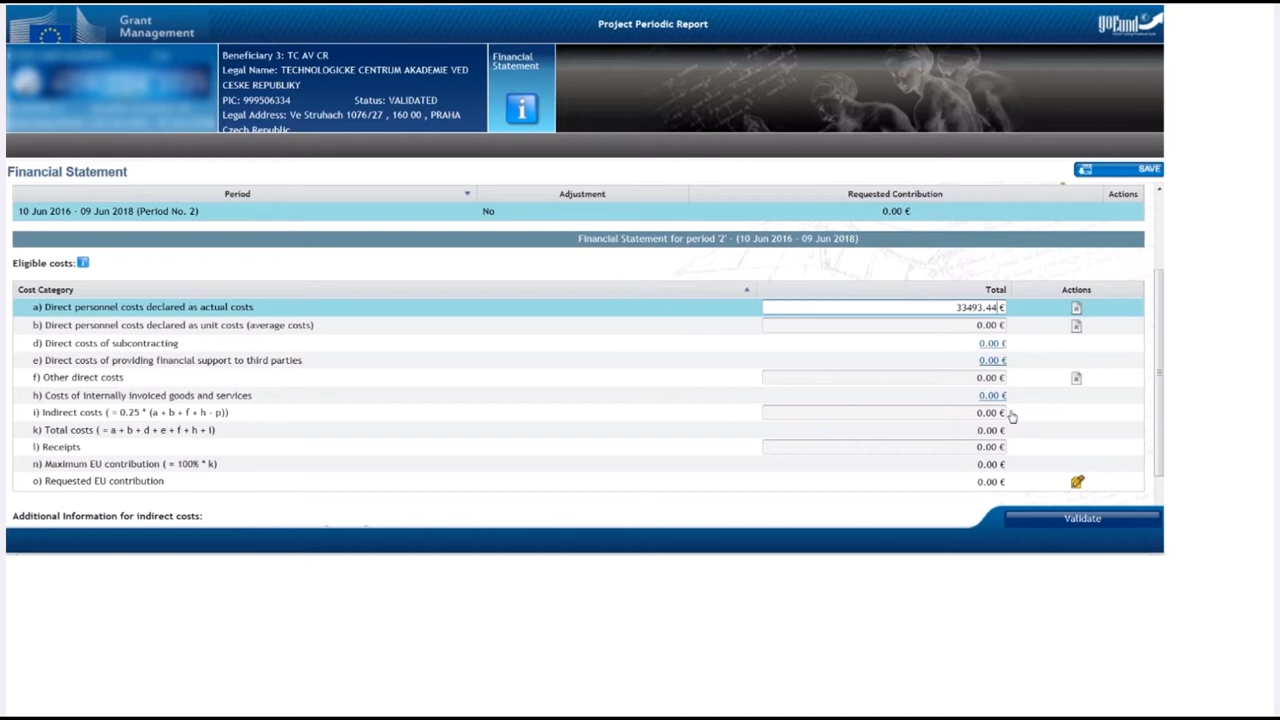 Grant
Management
Project Periodic Report
goFund
Beneficiary 3: TC AV CR
Legal Name: TECHNOLOGICKE CENTRUM AKADEMIE VED
CESKE REPUBLIKY
PIC: 999506334 Status: VALIDATED
Legal Address: Ve Struhach 1076/27 , 160 00 , PRAHA
Czech Republic
Financial
Statement
Financial Statement
SAVE
Period Adjustment Requested Contribution Actions
10 Jun 2016 - 09 Jun 2018 (Period No. 2) No 0.00 €
Financial Statement for period '2' - (10 Jun 2016 - 09 Jun 2018)
Eligible costs:
Cost Category Total Actions
a) Direct personnel costs declared as actual costs 33493.44 €
b) Direct personnel costs declared as unit costs (average costs) 0.00 €
d) Direct costs of subcontracting 0.00 €
e) Direct costs of providing financial support to third parties 0.00 €
f) Other direct costs 0.00 €
h) Costs of internally invoiced goods and services 0.00 €
i) Indirect costs ( = 0.25 * (a + b + f + h - p)) 0.00 €
k) Total costs ( = a + b + d + e + f + h + i) 0.00 €
l) Receipts 0.00 €
n) Maximum EU contribution ( = 100% * k) 0.00 €
o) Requested EU contribution 0.00 €
Additional Information for indirect costs:
Validate